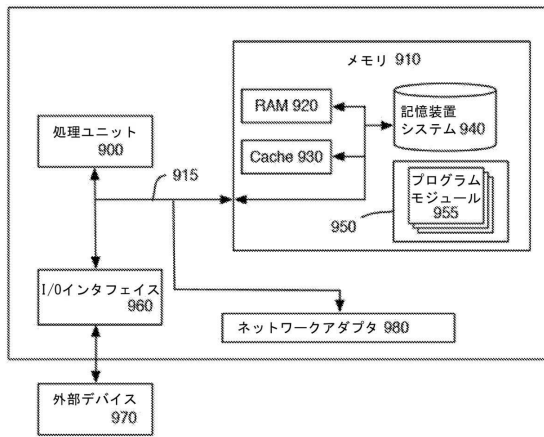 メモリ 910
RAM 920
Cache 930
記憶装置
システム 940
処理ユニット
900
915
プログラム
モジュール
955
950
I/0インタフェイス
960
ネットワークアダプタ 980
外部デバイス
970